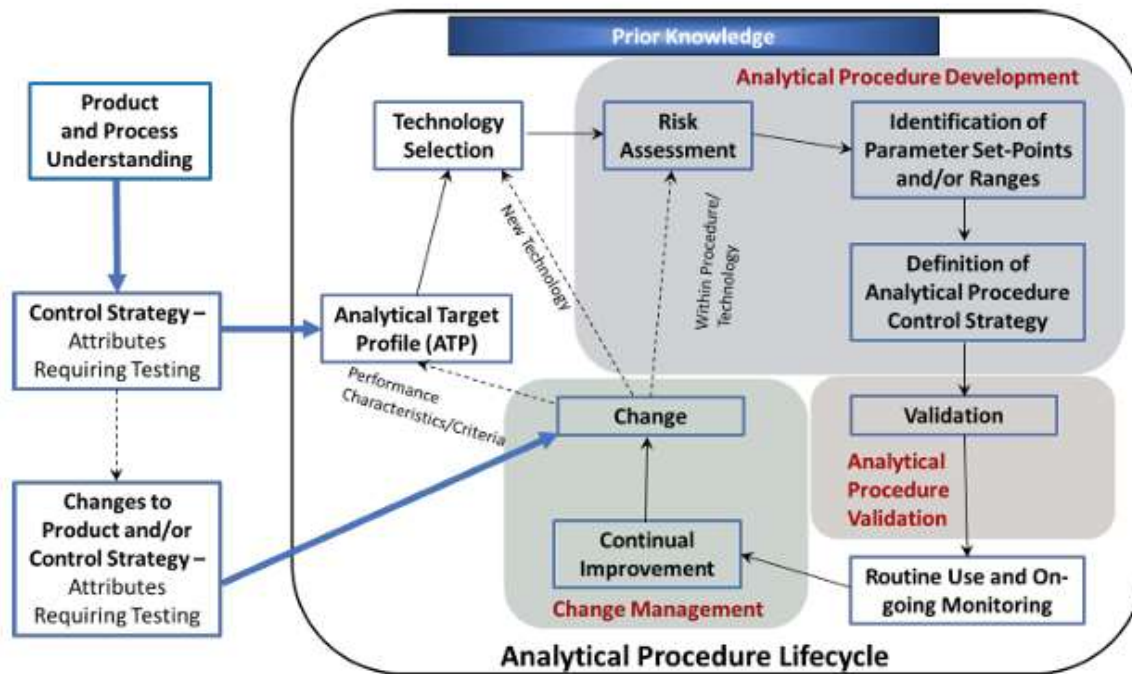 Prior Knowledge
Analytical Procedure Development
Product
and Process
Understanding
Technology
Selection
Risk
Assessment
Identification of
Parameter Set-Points
and/or Ranges
New Technology
Within Procedure/
Technology
Control Strategy –
Attributes
Requiring Testing
Analytical Target
Profile (ATP)
Definition of
Analytical Procedure
Control Strategy
Performance
Characteristics/Criteria
Change
Validation
Analytical
Procedure
Validation
Changes to
Product and/or
Control Strategy –
Attributes
Requiring Testing
Continual
Improvement
Change Management
Routine Use and On-
going Monitoring
Analytical Procedure Lifecycle